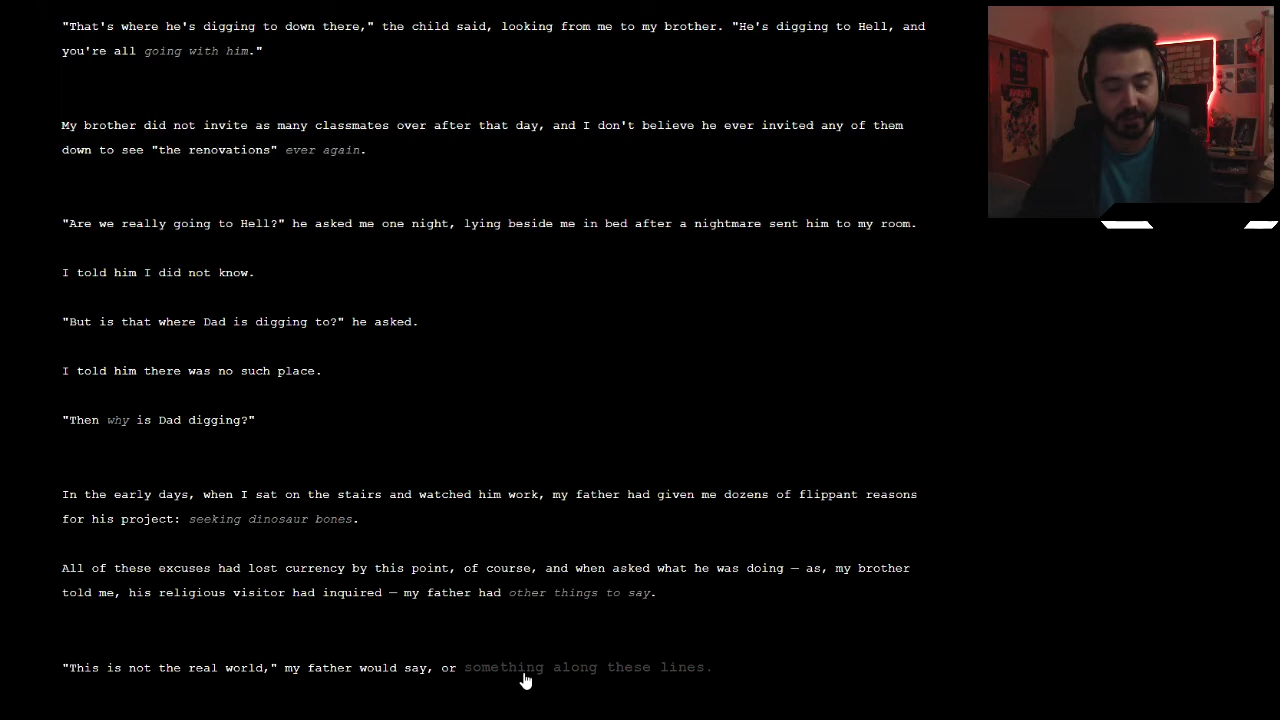 "That's where he's digging to down there," the child said, looking from me to my brother. "He's digging to Hell, and
you're all going with him."
My brother did not invite as many classmates over after that day, and I don't believe he ever invited any of them
down to see "the renovations" ever again.
"Are we really going to Hell?" he asked me one night, lying beside me in bed after a nightmare sent him to my room.
I told him I did not know.
"But is that where Dad is digging to?" he asked.
I told him there was no such place.
"Then why is Dad digging?"
In the early days, when I sat on the stairs and watched him work, my father had given me dozens of flippant reasons
for his project: seeking dinosaur bones.
All of these excuses had lost currency by this point, of course, and when asked what he was doing — as, my brother
told me, his religious visitor had inquired — my father had other things to say.
"This is not the real world," my father would say, or something along these lines.